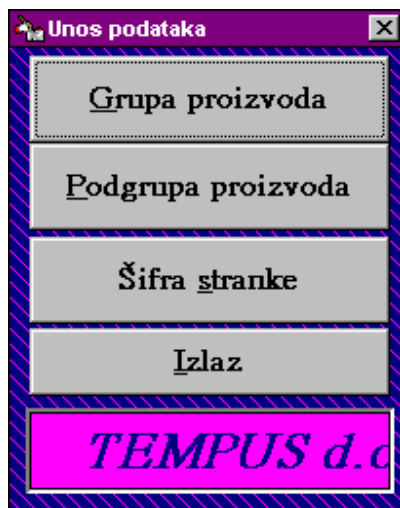 Unos podataka
Grupa proizvoda
Podgrupa proizvoda
Šifra stranke
Izlaz
TEMPUS d.